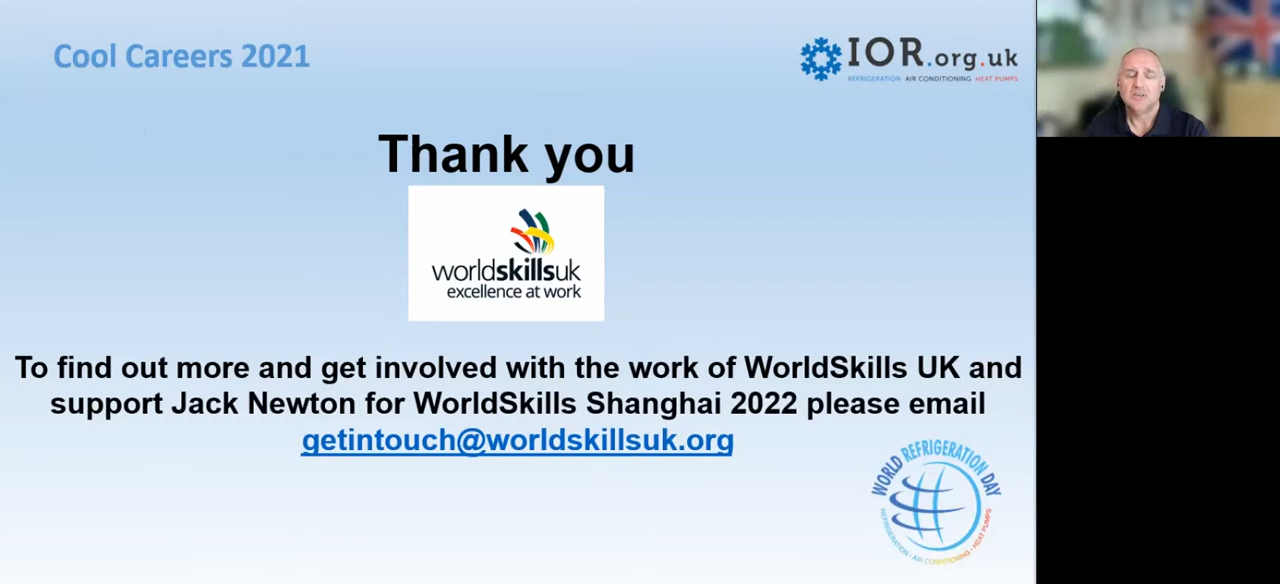 Cool Careers 2021
IOR.org.uk
REFRIGERATION AIR CONDITIONING HEAT PUMPS
Thank you
worldskillsuk
excellence at work
To find out more and get involved with the work of WorldSkills UK and
support Jack Newton for WorldSkills Shanghai 2022 please email
getintouch@worldskillsuk.org
WORLD REFRIGERATION DAY
REFRIGERATION • AIR CONDITIONING • HEAT PUMPS